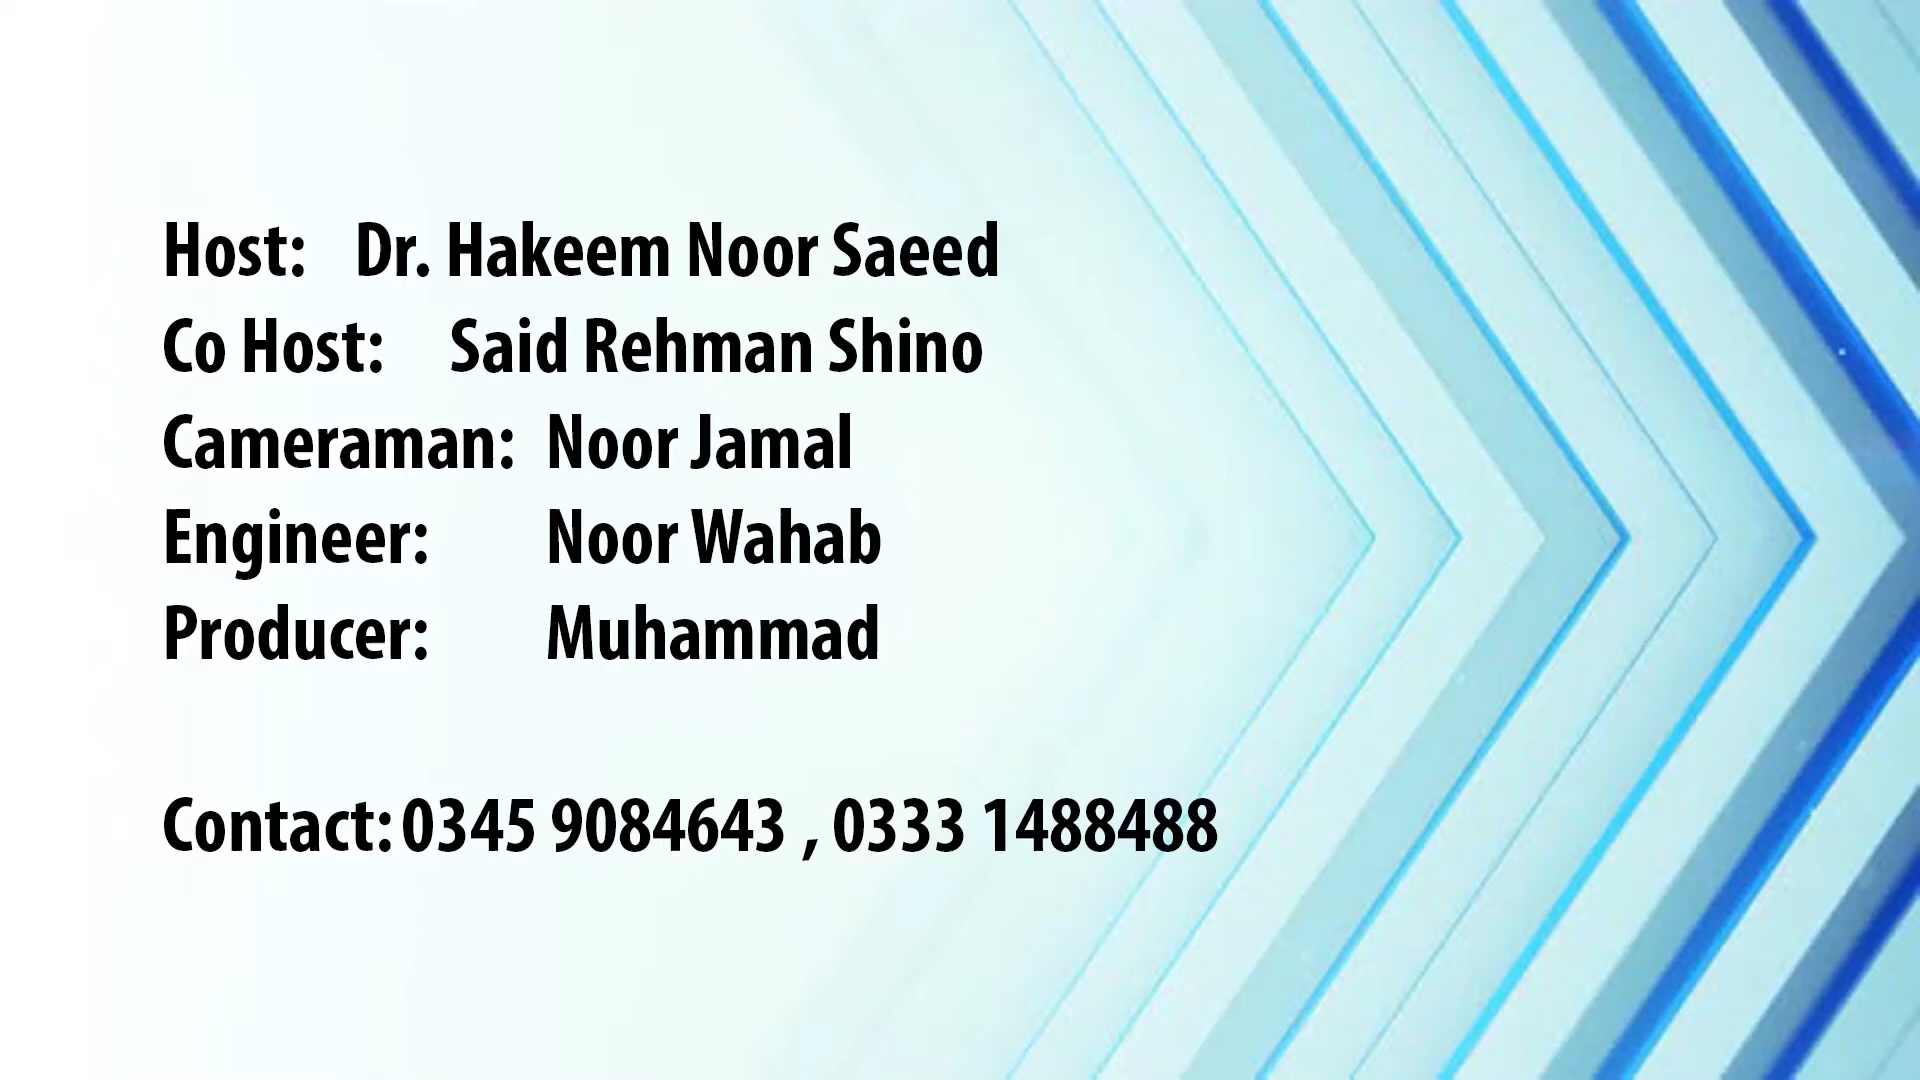 Host: Dr. Hakeem Noor Saeed
Co Host: Said Rehman Shino
Cameraman: Noor Jamal
Engineer: Noor Wahab
Producer: Muhammad
Contact: 0345 9084643 , 0333 1488488